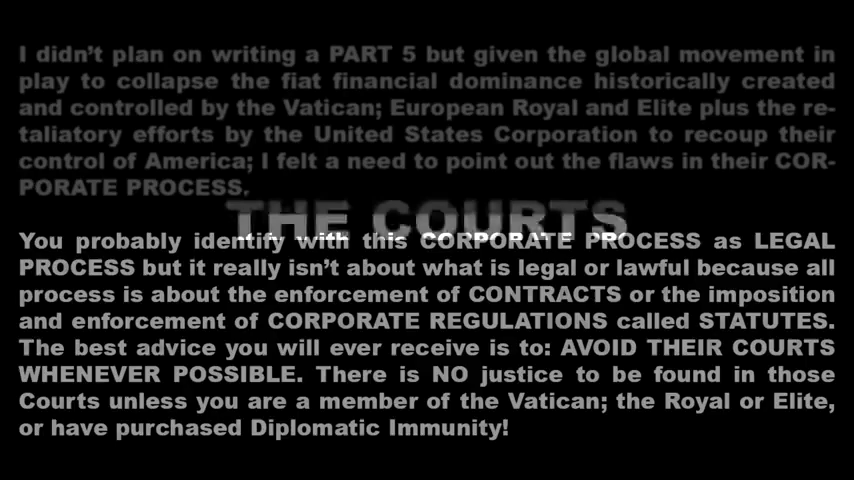 I didn’t plan on writing a PART 5 but given the global movement in
play to collapse the fiat financial dominance historically created
and controlled by the Vatican; European Royal and Elite plus the re-
taliatory efforts by the United States Corporation to recoup their
control of America; I felt a need to point out the flaws in their COR-
PORATE PROCESS.
THE COURTS
You probably identify with this CORPORATE PROCESS as LEGAL
PROCESS but it really isn’t about what is legal or lawful because all
process is about the enforcement of CONTRACTS or the imposition
and enforcement of CORPORATE REGULATIONS called STATUTES.
The best advice you will ever receive is to: AVOID THEIR COURTS
WHENEVER POSSIBLE. There is NO justice to be found in those
Courts unless you are a member of the Vatican; the Royal or Elite,
or have purchased Diplomatic Immunity!